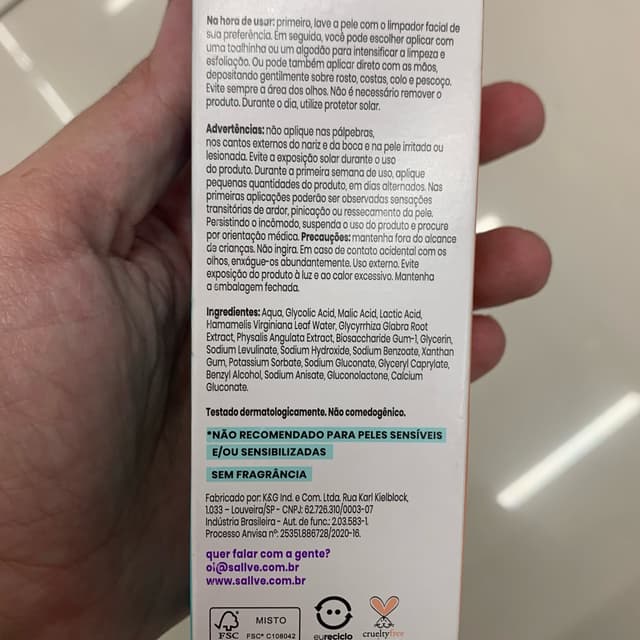 Na hora de usar: primeiro, lave a pele com o limpador facial de
sua preferência. Em seguida, você pode escolher aplicar com
uma toalhinha ou um algodão para intensificar a limpeza e
esfoliação. Ou pode também aplicar direto com as mãos,
depositando gentilmente sobre rosto, costas, colo e pescoço.
Evite sempre a área dos olhos. Não é necessário remover o
produto. Durante o dia, utilize protetor solar.
Advertências: não aplique nas pálpebras,
nos cantos externos do nariz e da boca e na pele irritada ou
lesionada. Evite a exposição solar durante o uso
do produto. Durante a primeira semana de uso, aplique
pequenas quantidades do produto, em dias alternados. Nas
primeiras aplicações poderão ser observadas sensações
transitórias de ardor, pinicação ou ressecamento da pele.
Persistindo o incômodo, suspenda o uso do produto e procure
por orientação médica. Precauções: mantenha fora do alcance
de crianças. Não ingira. Em caso de contato acidental com os
olhos, enxágue-os abundantemente. Uso externo. Evite
exposição do produto à luz e ao calor excessivo. Mantenha
a embalagem fechada.
Ingredientes: Aqua, Glycolic Acid, Malic Acid, Lactic Acid,
Hamamelis Virginiana Leaf Water, Glycyrrhiza Glabra Root
Extract, Physalis Angulata Extract, Biosaccharide Gum-1, Glycerin,
Sodium Levulinate, Sodium Hydroxide, Sodium Benzoate, Xanthan
Gum, Potassium Sorbate, Sodium Gluconate, Glyceryl Caprylate,
Benzyl Alcohol, Sodium Anisate, Gluconolactone, Calcium
Gluconate.
Testado dermatologicamente. Não comedogênico.
*NÃO RECOMENDADO PARA PELES SENSÍVEIS
E/OU SENSIBILIZADAS
SEM FRAGRÂNCIA
Fabricado por: K&G Ind. e Com. Ltda. Rua Karl Kielblock,
1.033 – Louveira/SP - CNPJ: 62.726.310/0003-07
Indústria Brasileira - Aut. de func.: 2.03.583-1.
Processo Anvisa nº: 25351.886728/2020-16.
quer falar com a gente?
oi@sallve.com.br
www.sallve.com.br
FSC
MISTO
FSC® C108042
eureciclo
crueltyfree